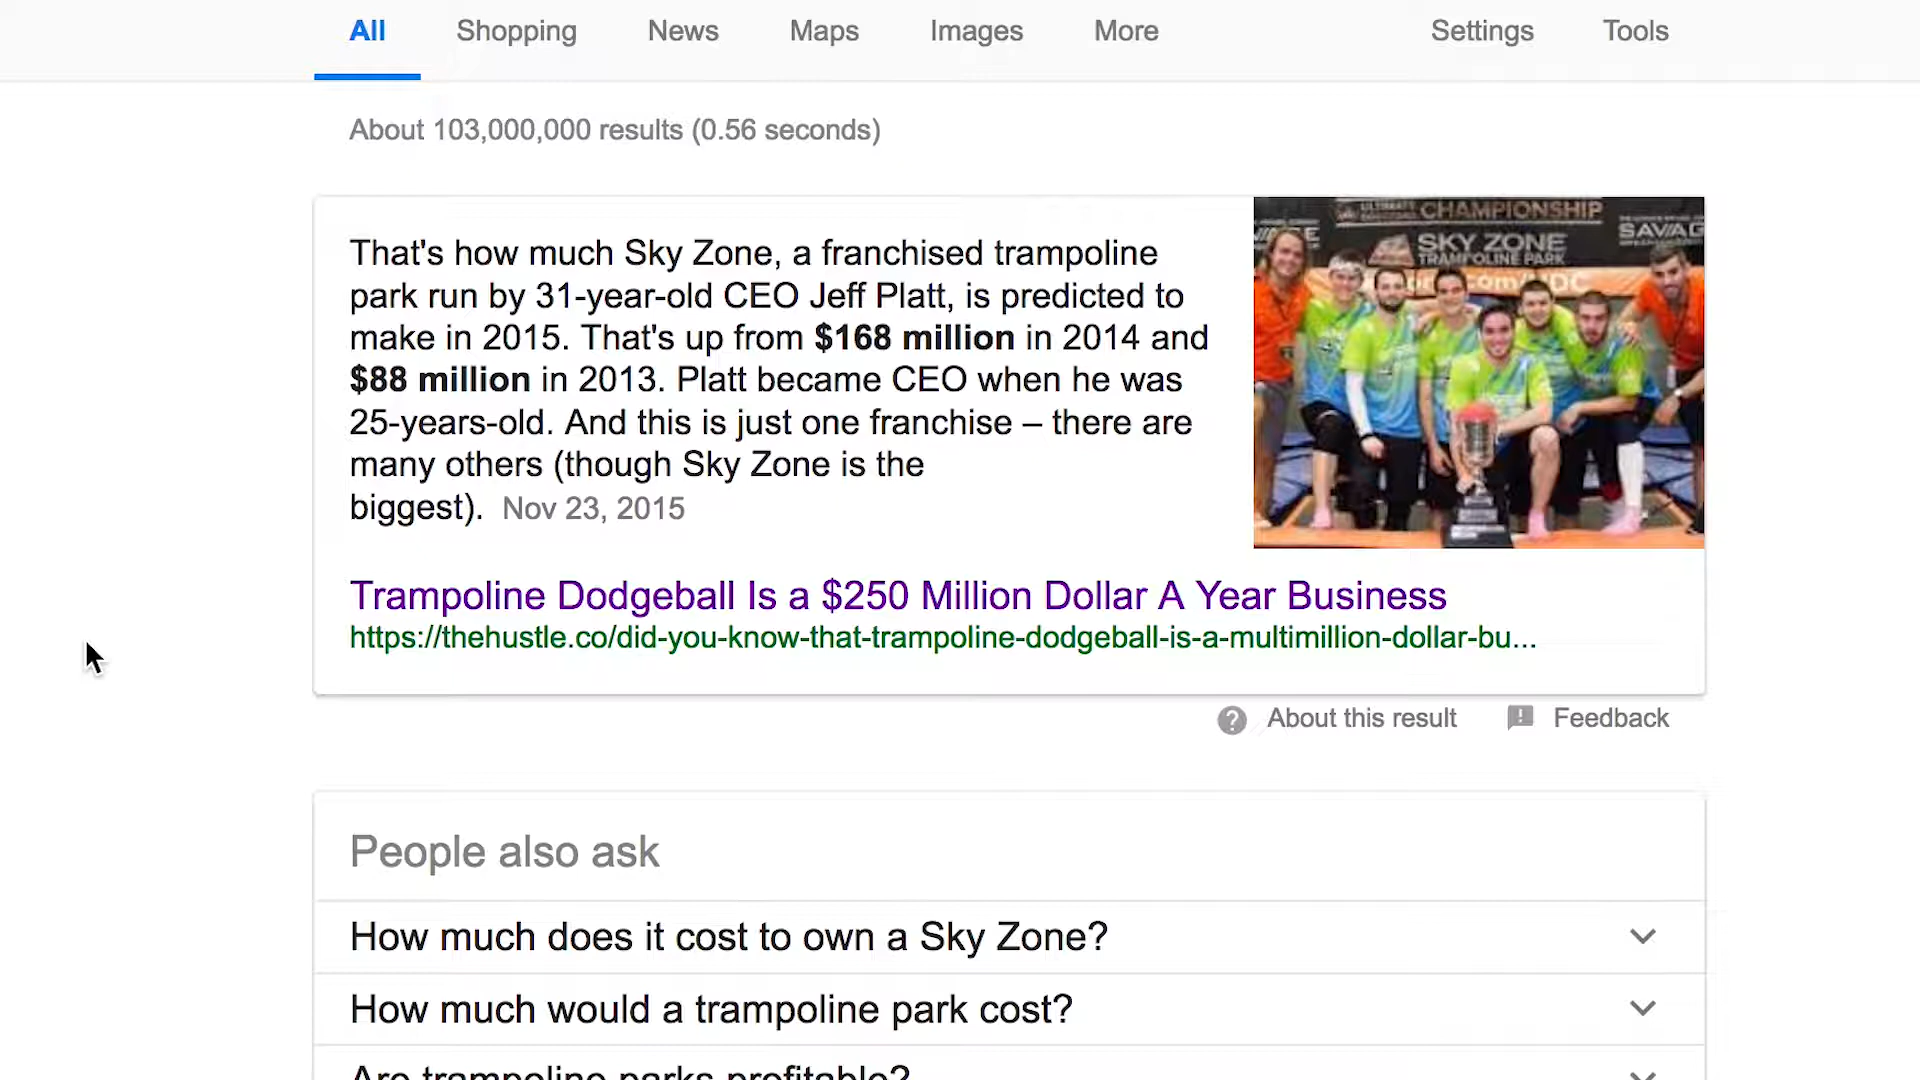 All Shopping News Maps Images More Settings Tools
About 103,000,000 results (0.56 seconds)
That's how much Sky Zone, a franchised trampoline
park run by 31-year-old CEO Jeff Platt, is predicted to
make in 2015. That's up from $168 million in 2014 and
$88 million in 2013. Platt became CEO when he was
25-years-old. And this is just one franchise – there are
many others (though Sky Zone is the
biggest). Nov 23, 2015
CHAMPIONSHIP
SKY ZONE
TRAMPOLINE PARK
Trampoline Dodgeball Is a $250 Million Dollar A Year Business
https://thehustle.co/did-you-know-that-trampoline-dodgeball-is-a-multimillion-dollar-bu...
About this result Feedback
People also ask
How much does it cost to own a Sky Zone?
How much would a trampoline park cost?
Are trampoline parks profitable?